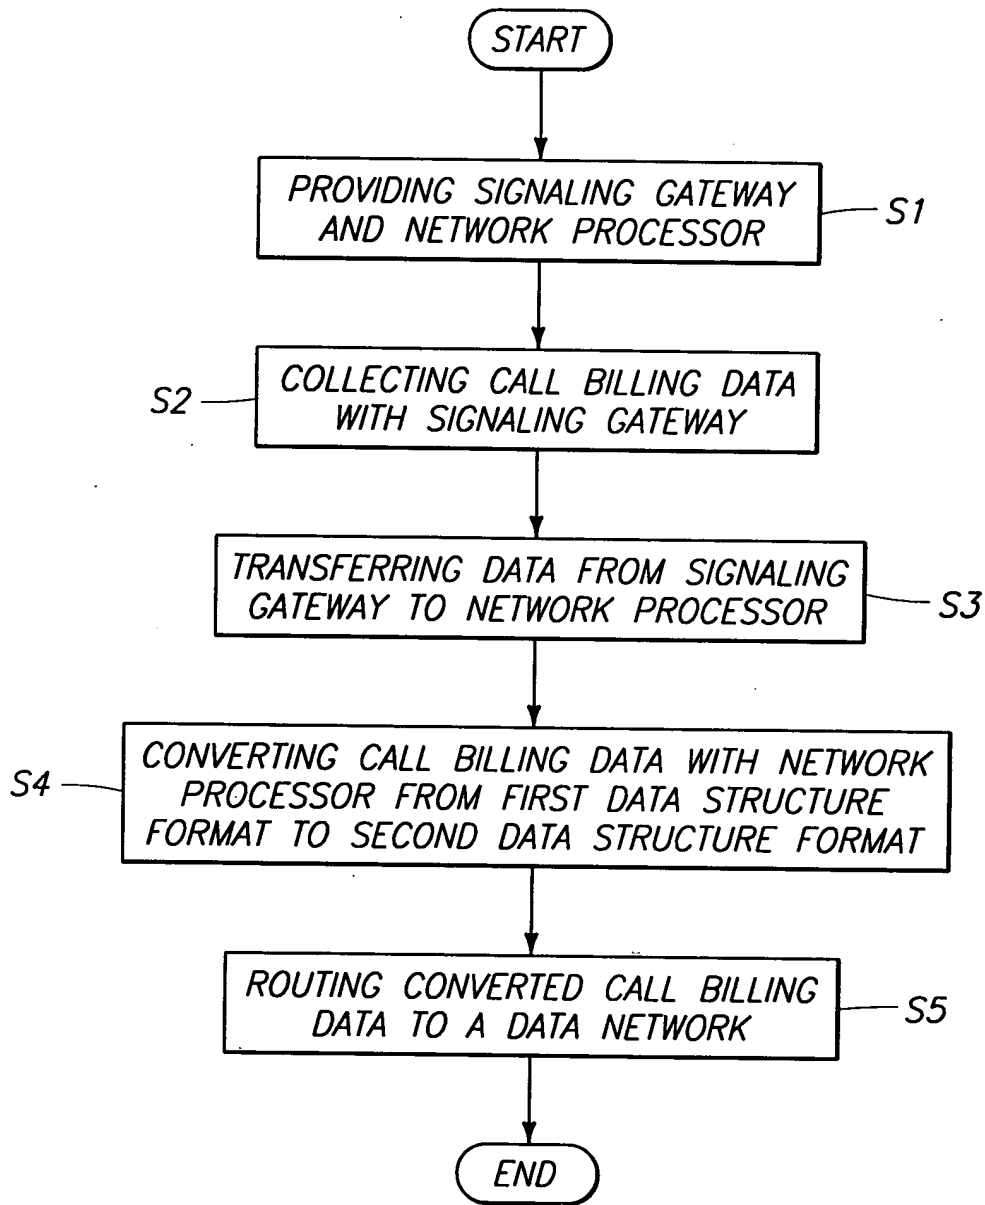 START
PROVIDING SIGNALING GATEWAY
AND NETWORK PROCESSOR
S1
S2
COLLECTING CALL BILLING DATA
WITH SIGNALING GATEWAY
TRANSFERRING DATA FROM SIGNALING
GATEWAY TO NETWORK PROCESSOR
S3
S4
CONVERTING CALL BILLING DATA WITH NETWORK
PROCESSOR FROM FIRST DATA STRUCTURE
FORMAT TO SECOND DATA STRUCTURE FORMAT
ROUTING CONVERTED CALL BILLING
DATA TO A DATA NETWORK
S5
END